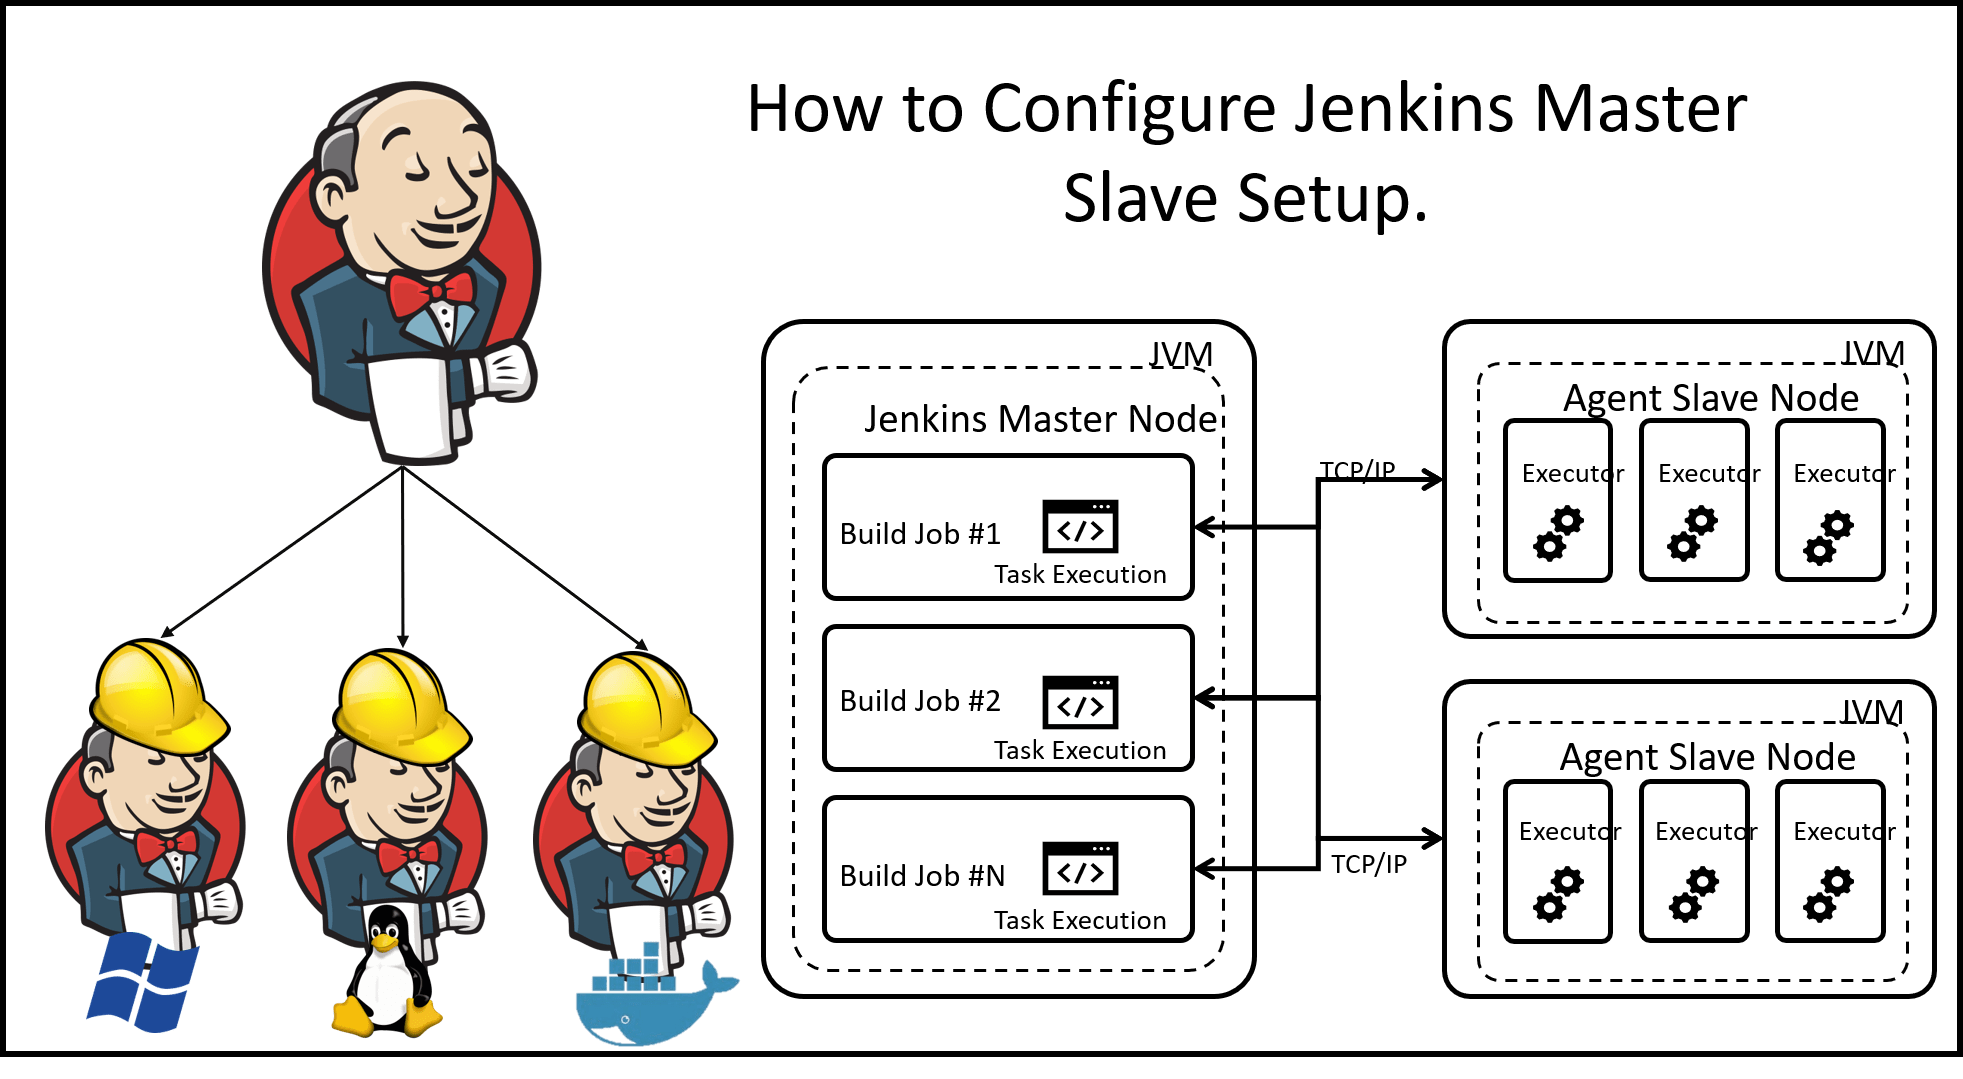 How to Configure Jenkins Master
Slave Setup.
JVM
Jenkins Master Node
Build Job #1
</>
Task Execution
Build Job #2
</>
Task Execution
Build Job #N
</>
Task Execution
TCP/IP
TCP/IP
JVM
Agent Slave Node
Executor Executor Executor
JVM
Agent Slave Node
Executor Executor Executor